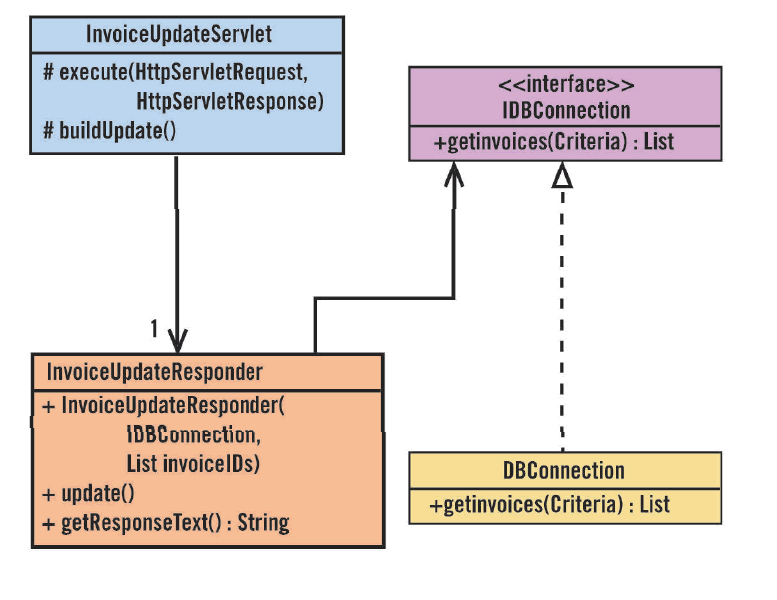 InvoiceUpdateServlet
# execute(HttpServletRequest,
HttpServletResponse)
# buildUpdate()
<<interface>>
IDBConnection
+getinvoices(Criteria) : List
1
InvoiceUpdateResponder
+ InvoiceUpdateResponder(
IDBConnection,
List invoiceIDs)
+ update()
+ getResponseText() : String
DBConnection
+getinvoices(Criteria) : List